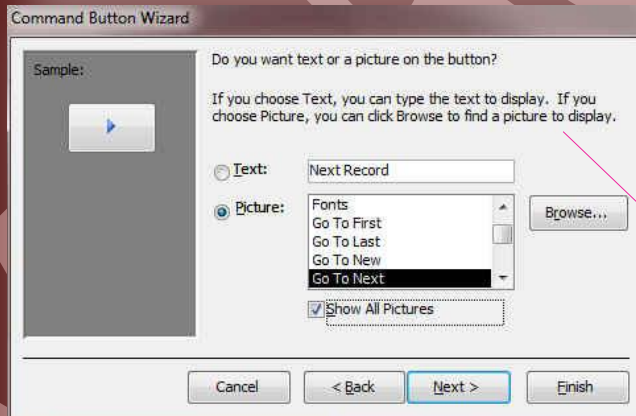 Command Button Wizard
Sample:
Do you want text or a picture on the button?
If you choose Text, you can type the text to display. If you
choose Picture, you can click Browse to find a picture to display.
Text:
Next Record
Picture:
Fonts
Go To First
Go To Last
Go To New
Go To Next
Browse...
Show All Pictures
Cancel
< Back
Next >
Finish